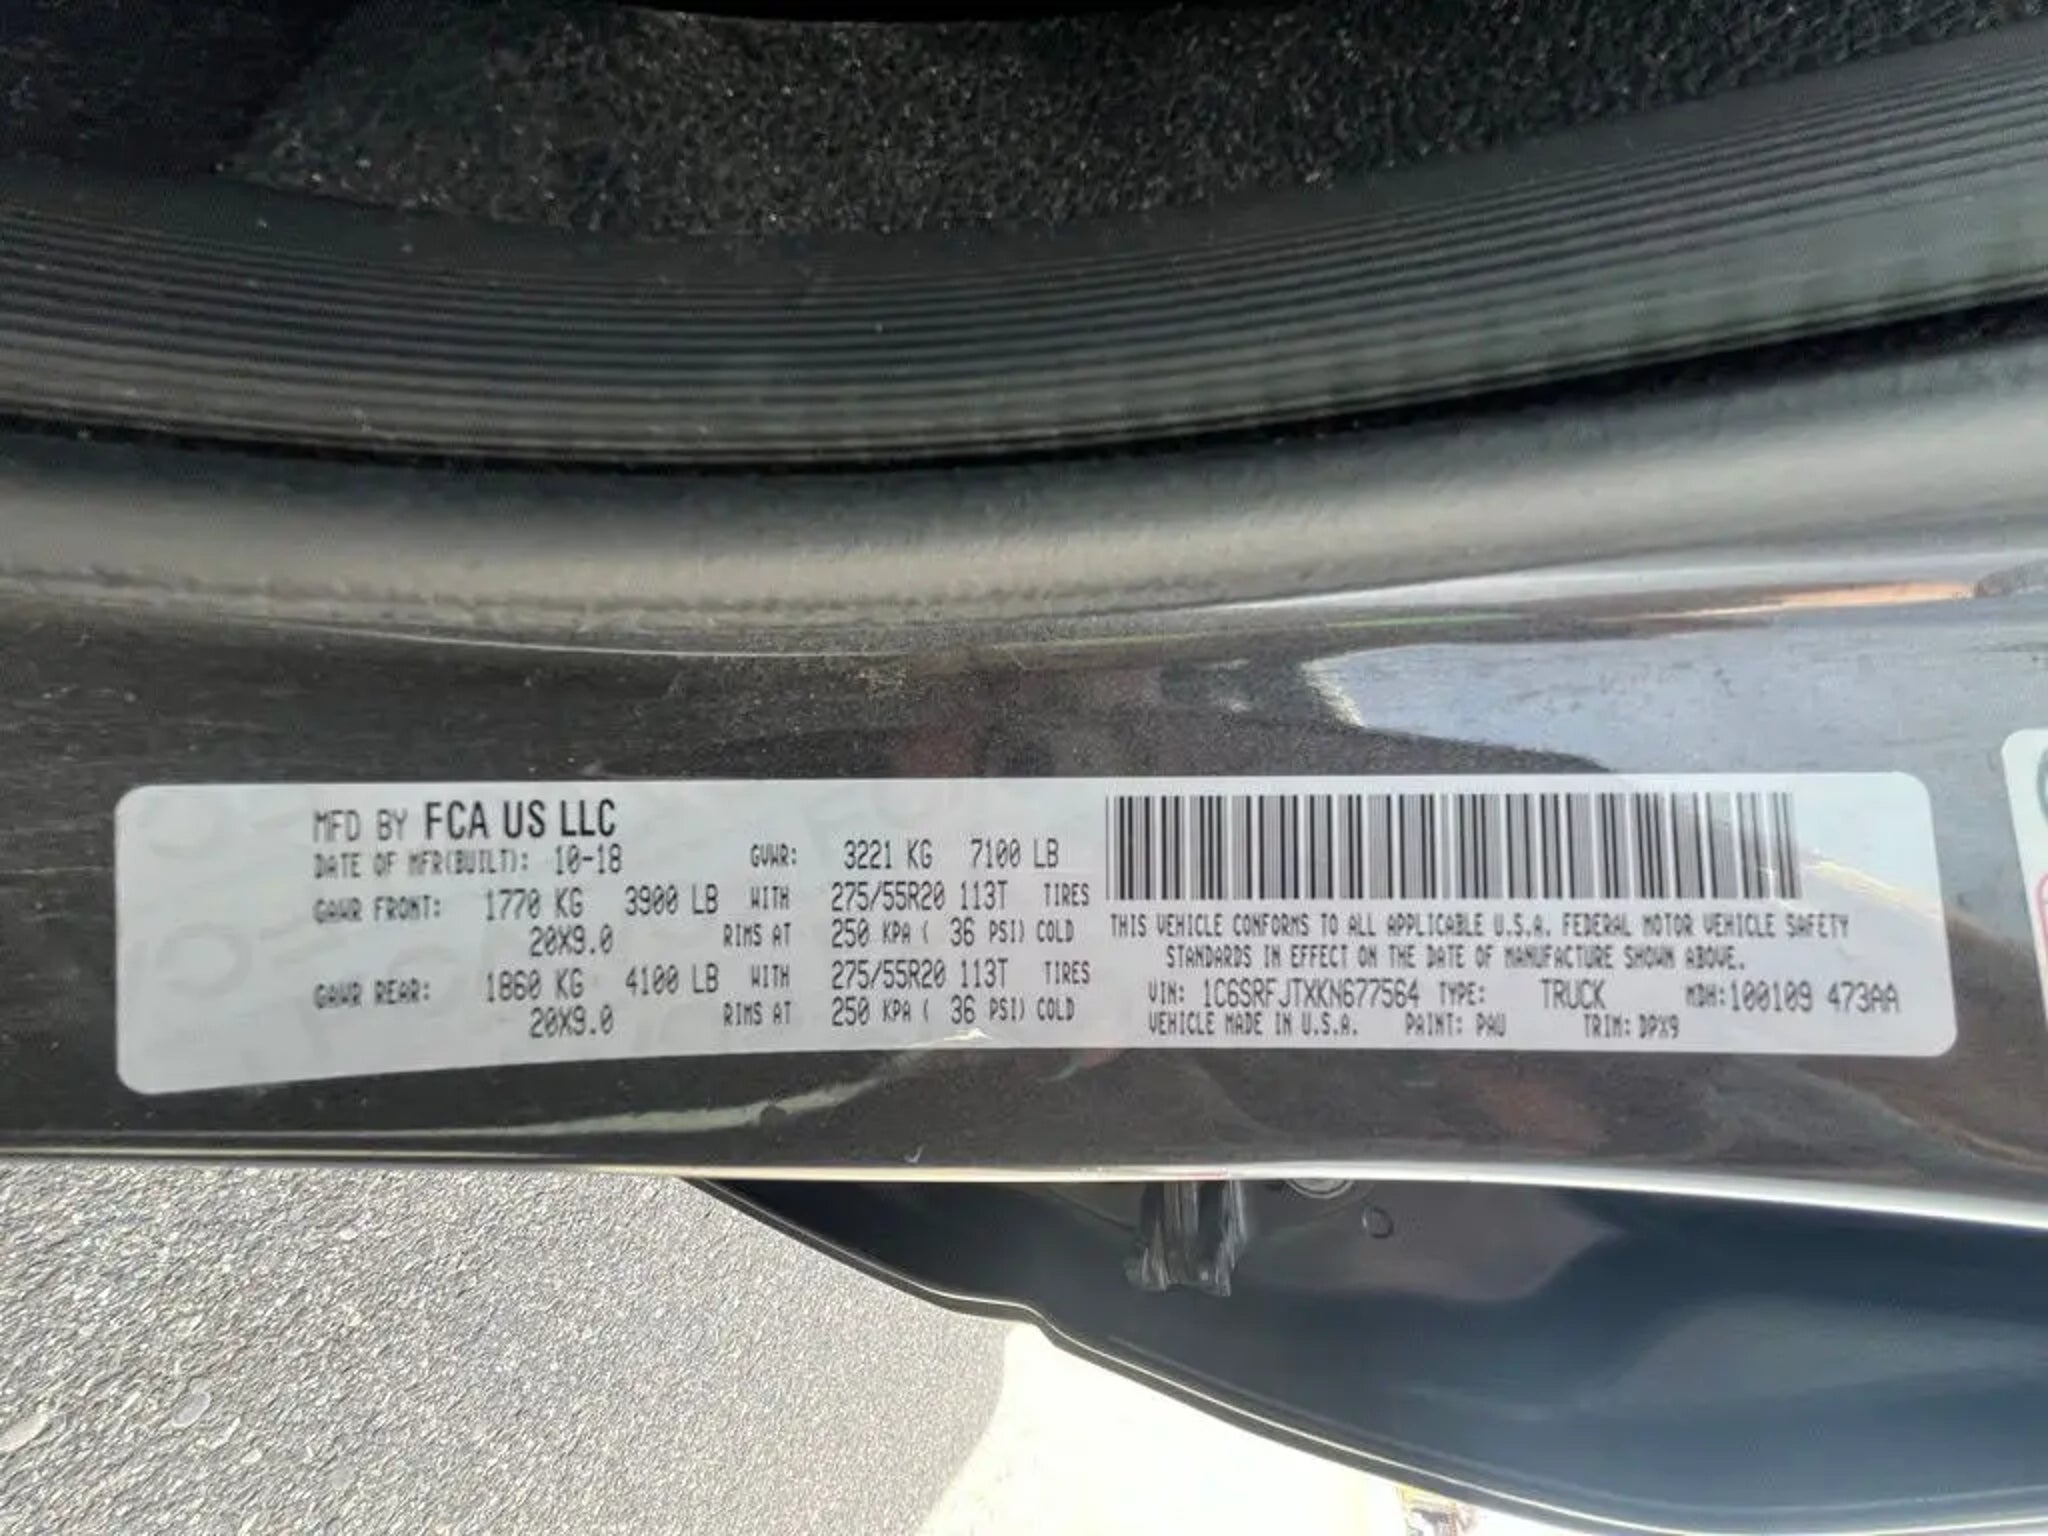 MFD BY FCA US LLC
DATE OF MFR(BUILT): 10-18 GVWR: 3221 KG 7100 LB
GAWR FRONT: 1770 KG 3900 LB WITH 275/55R20 113T TIRES
20X9.0 RIMS AT 250 KPA ( 36 PSI) COLD
GAWR REAR: 1860 KG 4100 LB WITH 275/55R20 113T TIRES
20X9.0 RIMS AT 250 KPA ( 36 PSI) COLD
THIS VEHICLE CONFORMS TO ALL APPLICABLE U.S.A. FEDERAL MOTOR VEHICLE SAFETY
STANDARDS IN EFFECT ON THE DATE OF MANUFACTURE SHOWN ABOVE.
VIN: 1C6SRFJTXKN677564 TYPE: TRUCK MDH:100109 473AA
VEHICLE MADE IN U.S.A. PAINT: PAU TRIM: DPX9